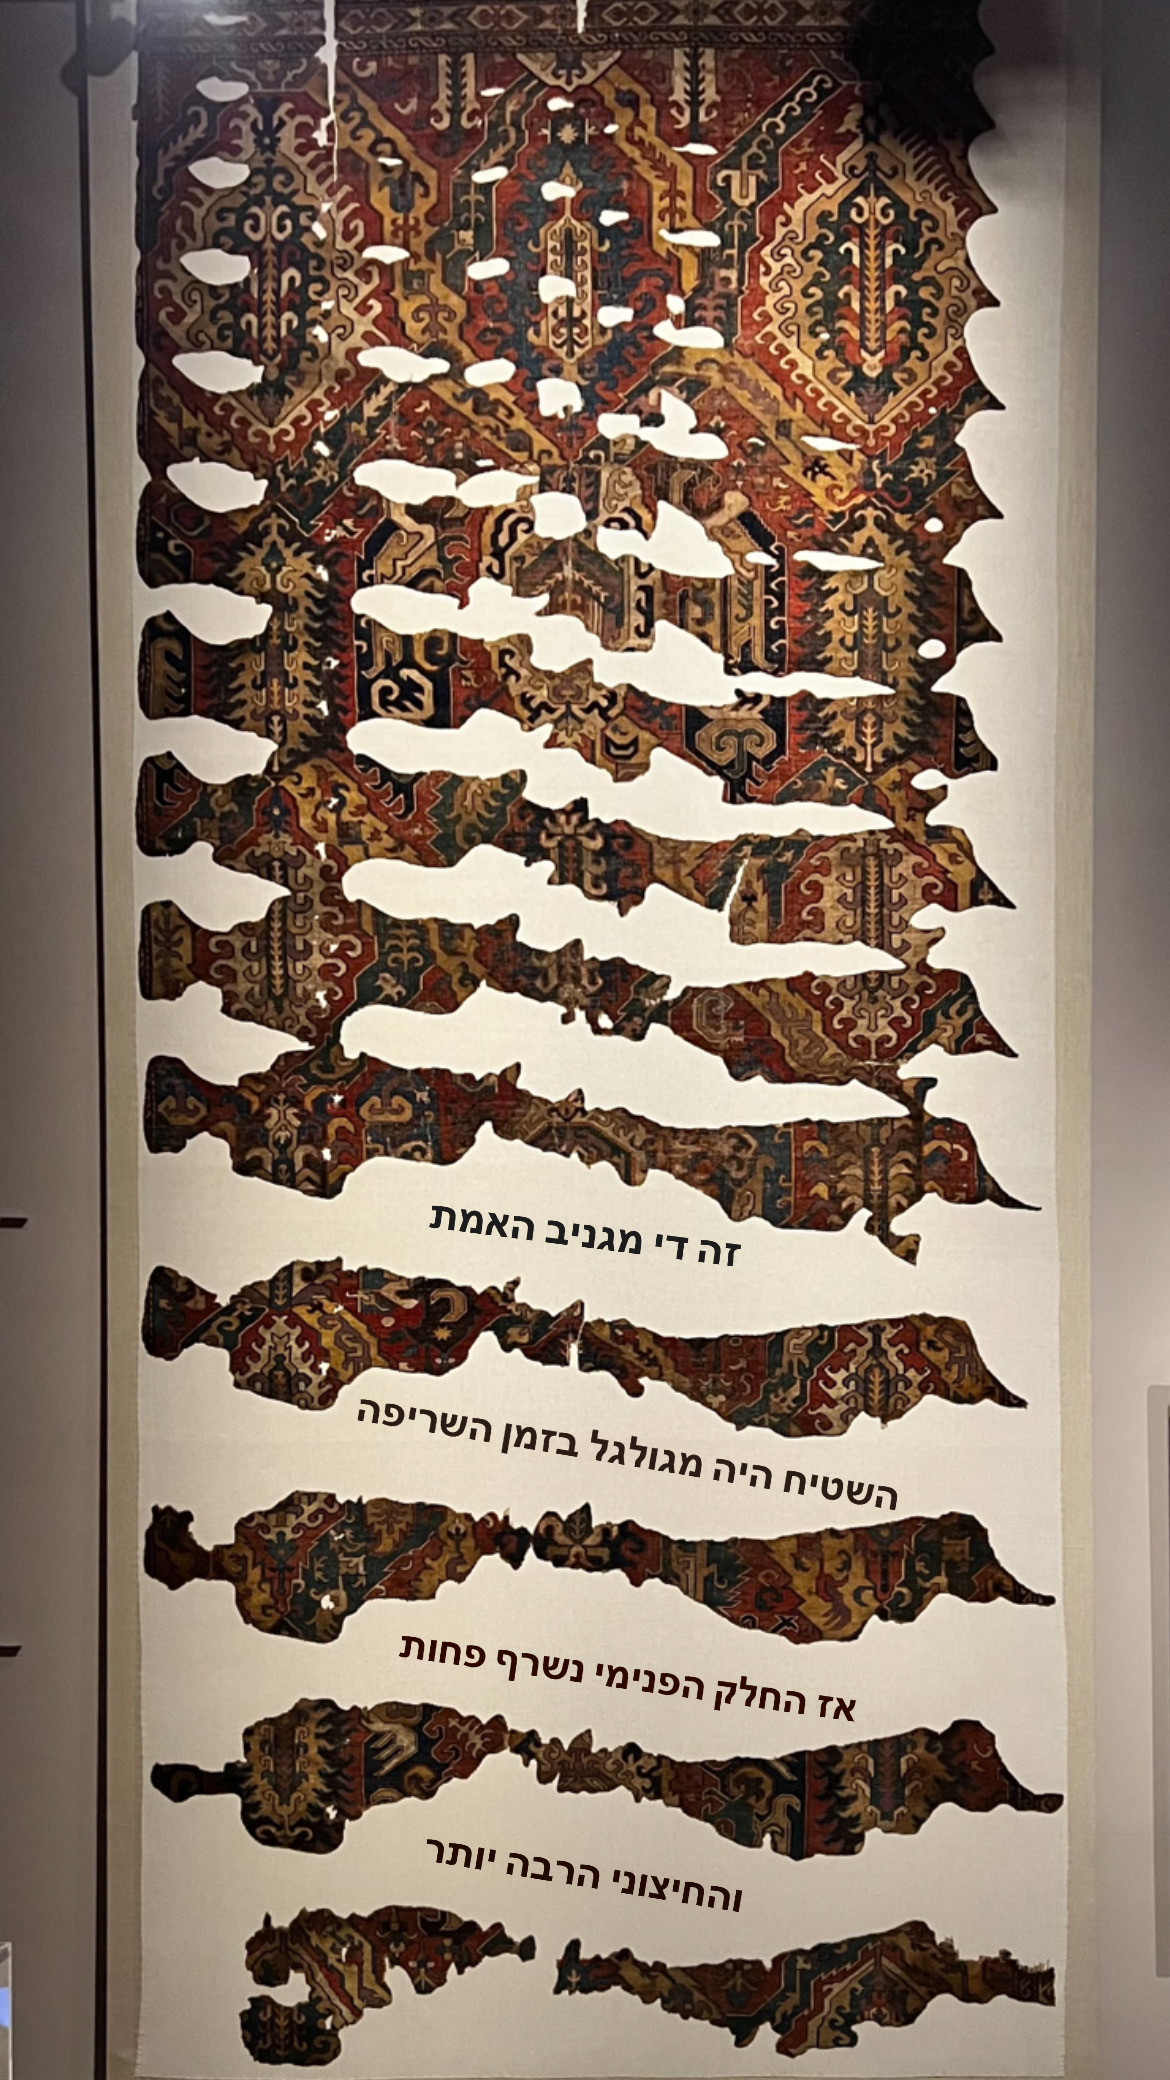 זה די מגניב האמת
השטיח היה מגולגל בזמן השריפה
אז החלק הפנימי נשרף פחות
והחיצוני הרבה יותר